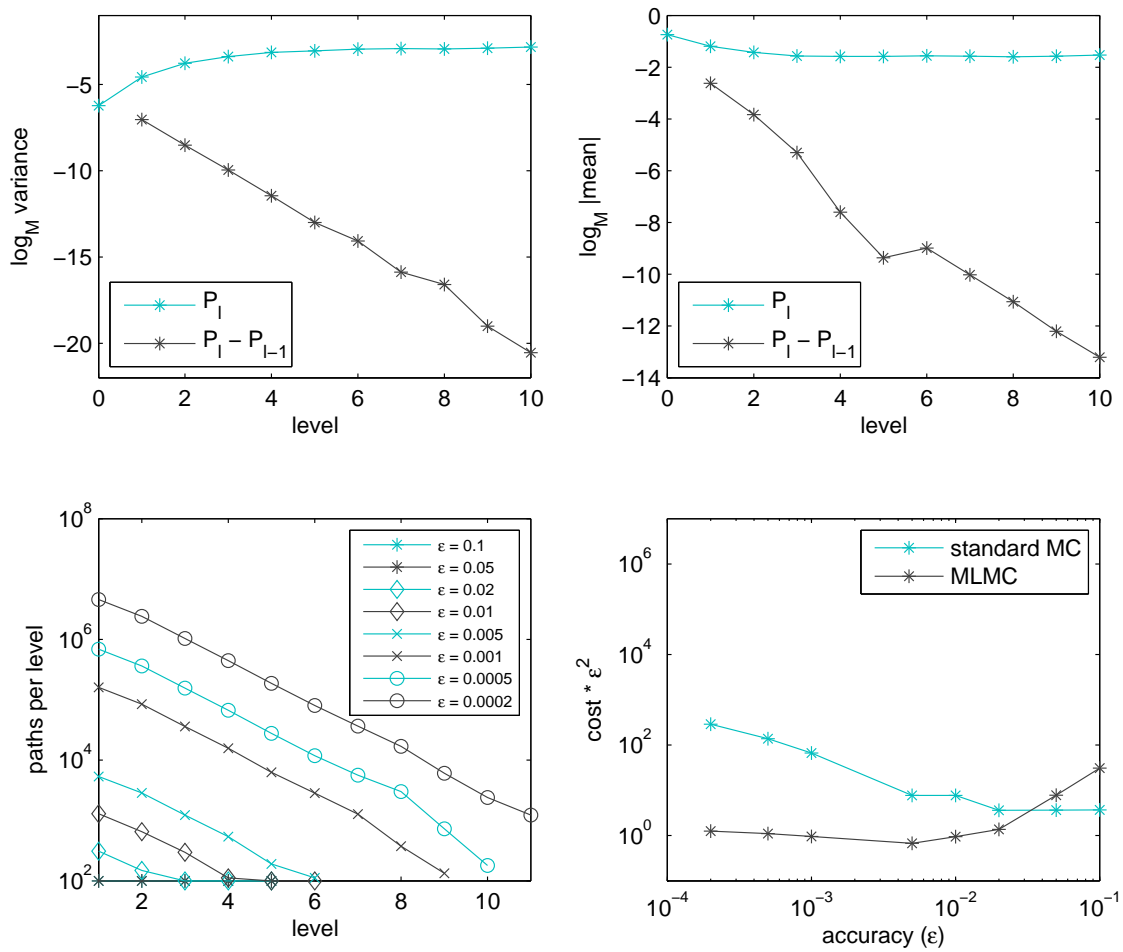 −5
−10
−15
−20
0
2
4
6
8
10
log_M variance
level
P_l
P_l − P_{l−1}
0
−2
−4
−6
−8
−10
−12
−14
0
2
4
6
8
10
log_M |mean|
level
P_l
P_l − P_{l−1}
10^8
10^6
10^4
10^2
2
4
6
8
10
paths per level
level
ε = 0.1
ε = 0.05
ε = 0.02
ε = 0.01
ε = 0.005
ε = 0.001
ε = 0.0005
ε = 0.0002
10^6
10^4
10^2
10^0
10^−4
10^−3
10^−2
10^−1
cost * ε^2
accuracy (ε)
standard MC
MLMC